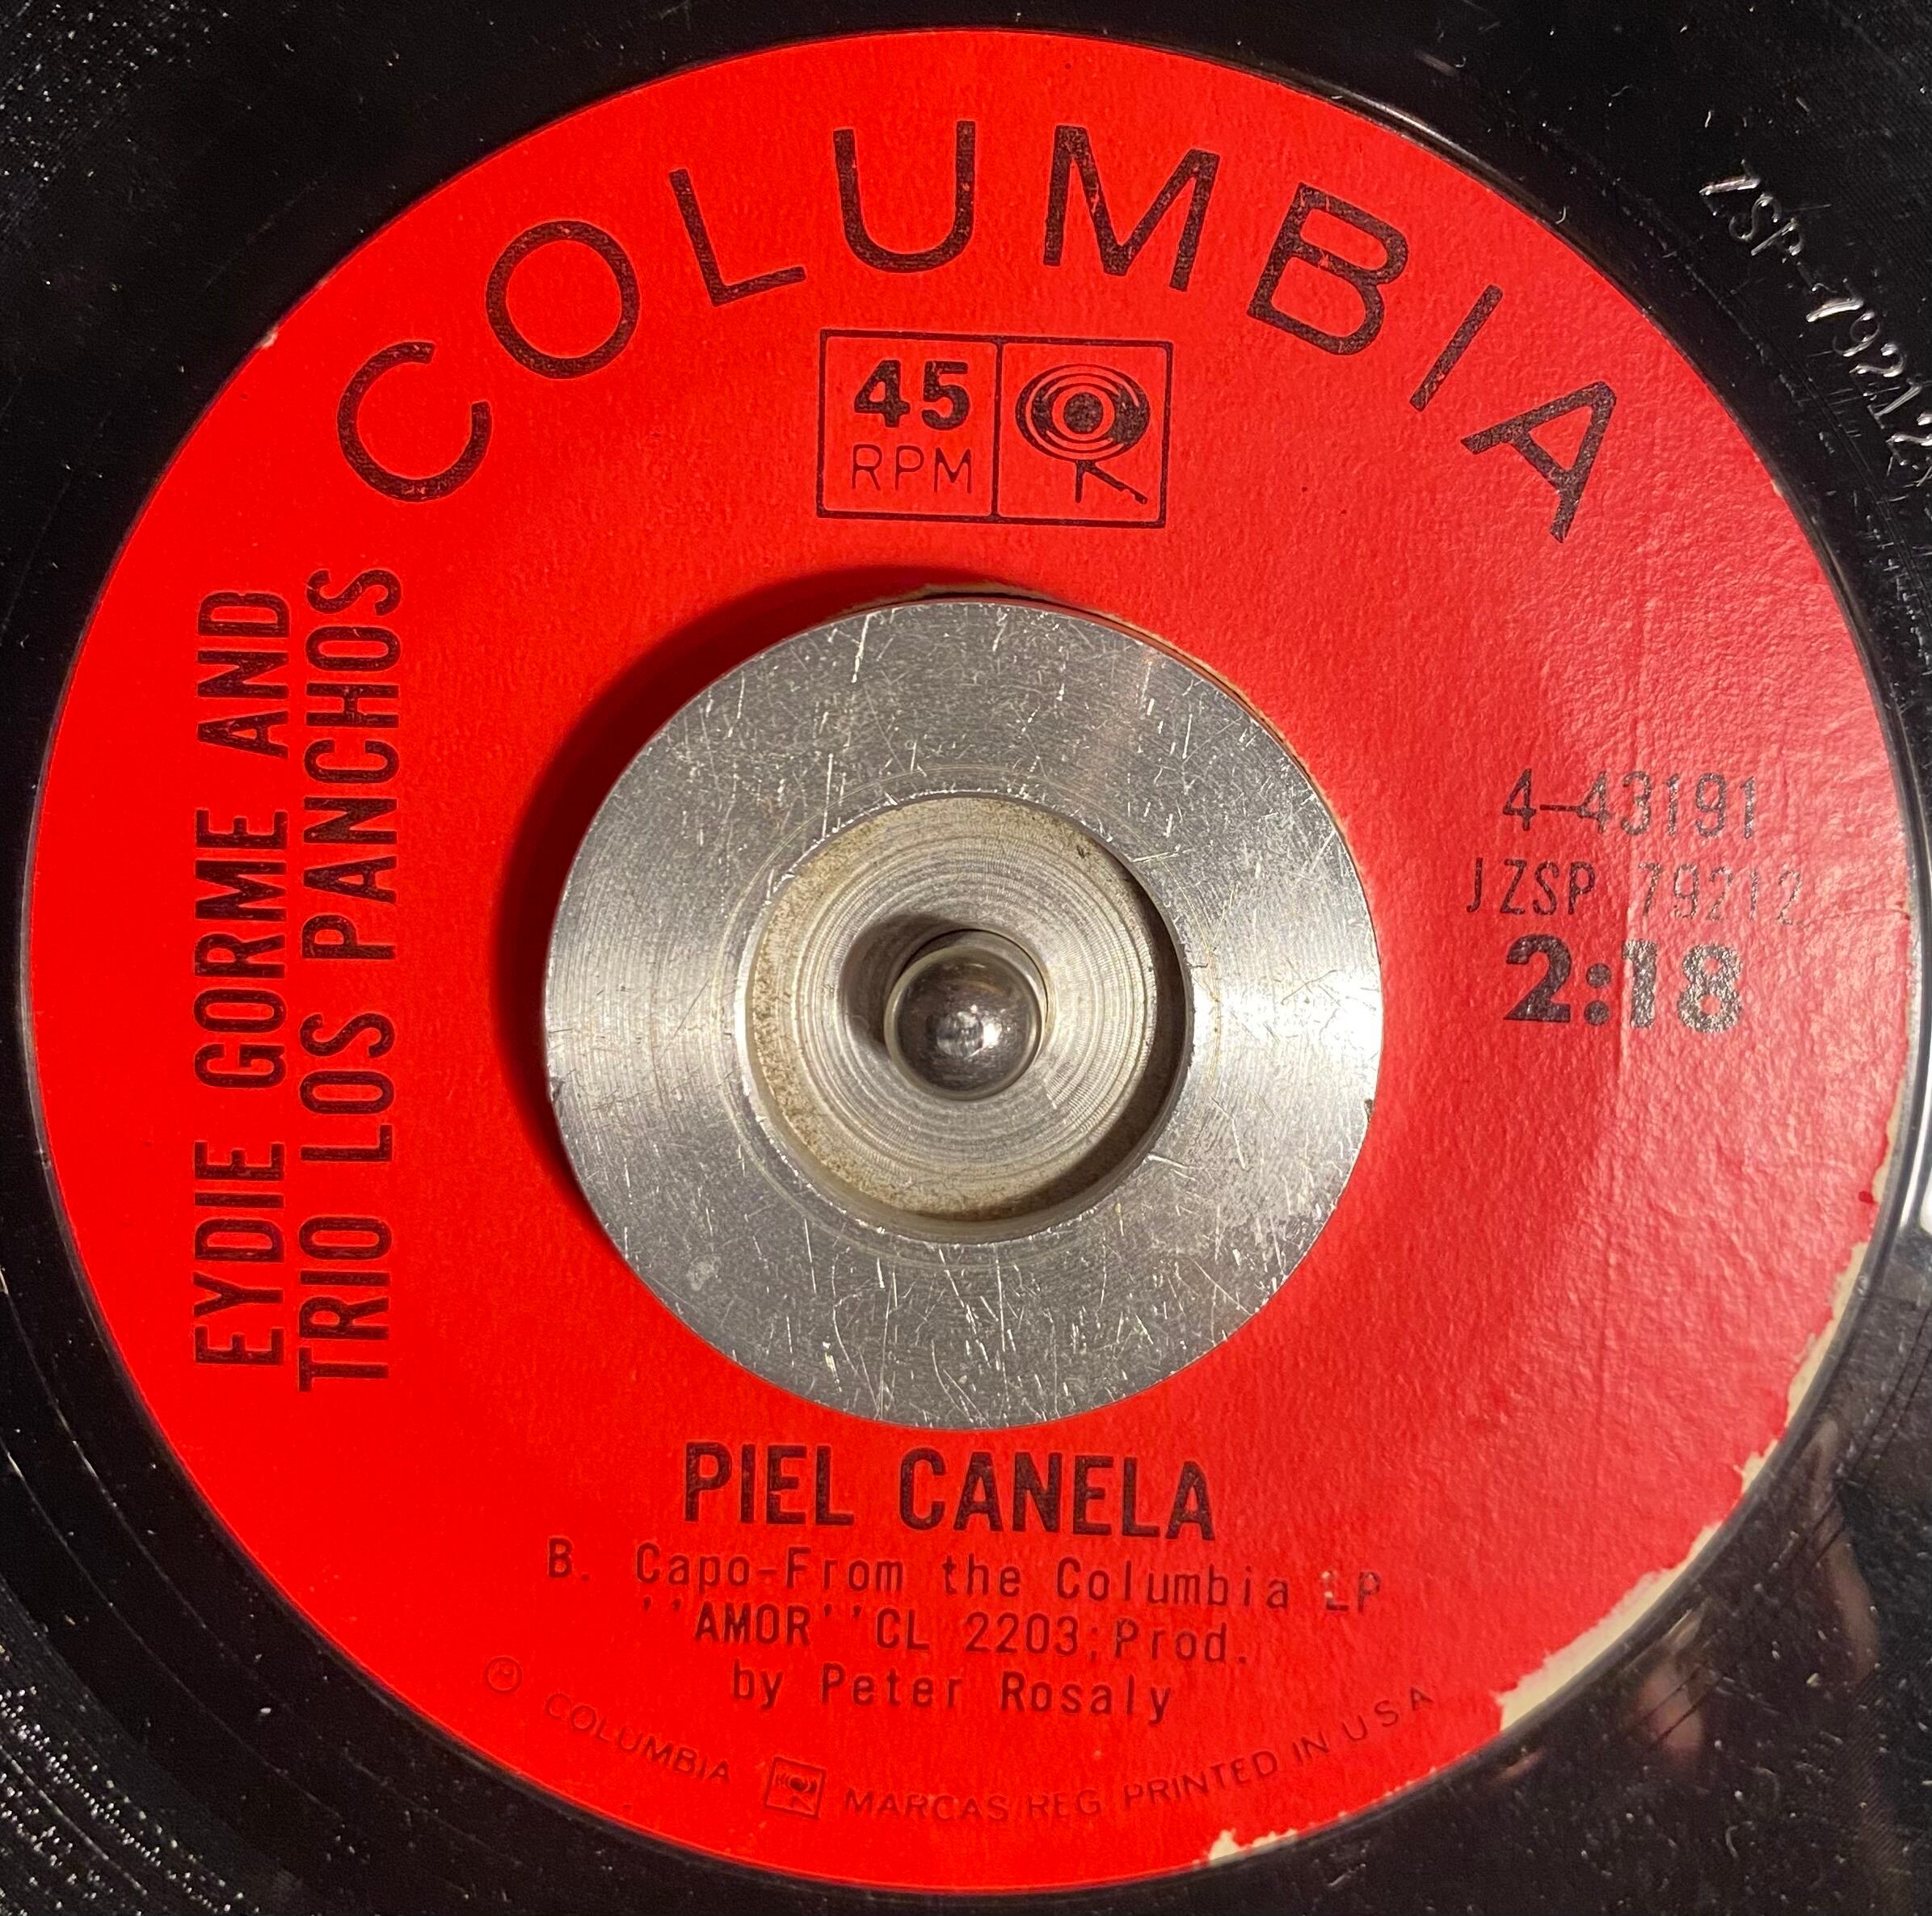 COLUMBIA
45
RPM
EYDIE GORME AND
TRIO LOS PANCHOS
4-43191
JZSP 79212
2:18
PIEL CANELA
B. Capo-From the Columbia LP
''AMOR''CL 2203;Prod.
by Peter Rosaly
COLUMBIA MARCAS REG PRINTED IN U S A